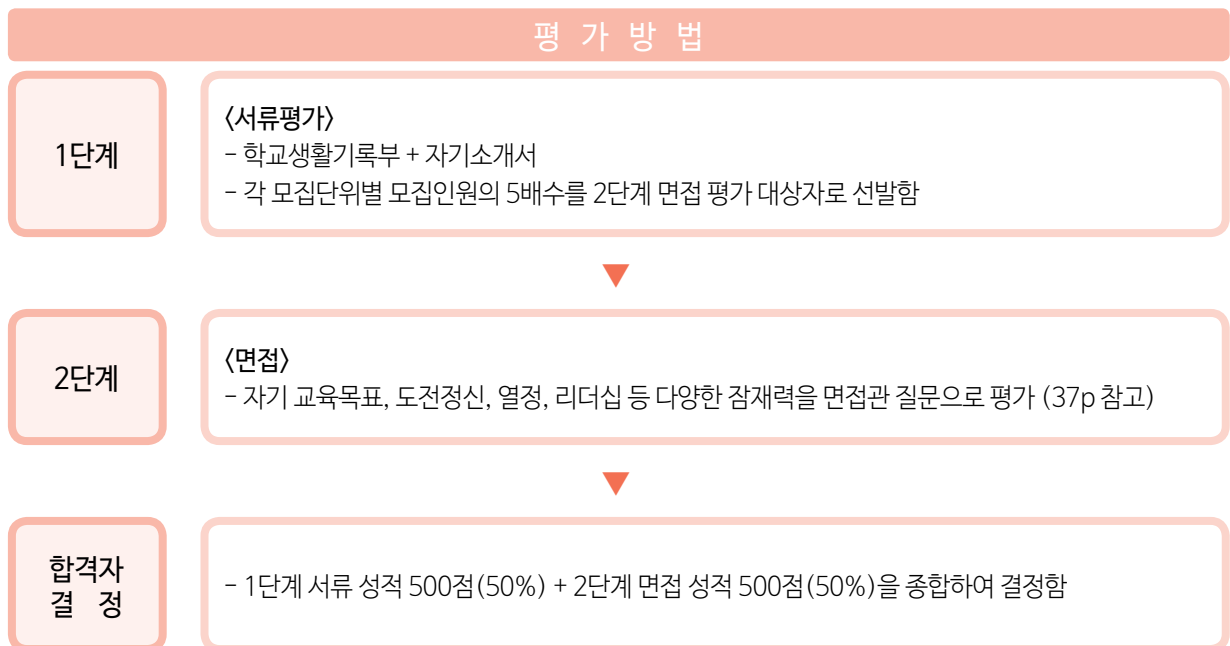 평 가 방 법
1단계
〈서류평가〉
- 학교생활기록부 + 자기소개서
- 각 모집단위별 모집인원의 5배수를 2단계 면접 평가 대상자로 선발함
2단계
〈면접〉
- 자기 교육목표, 도전정신, 열정, 리더십 등 다양한 잠재력을 면접관 질문으로 평가 (37p 참고)
합격자
결 정
- 1단계 서류 성적 500점(50%) + 2단계 면접 성적 500점(50%)을 종합하여 결정함